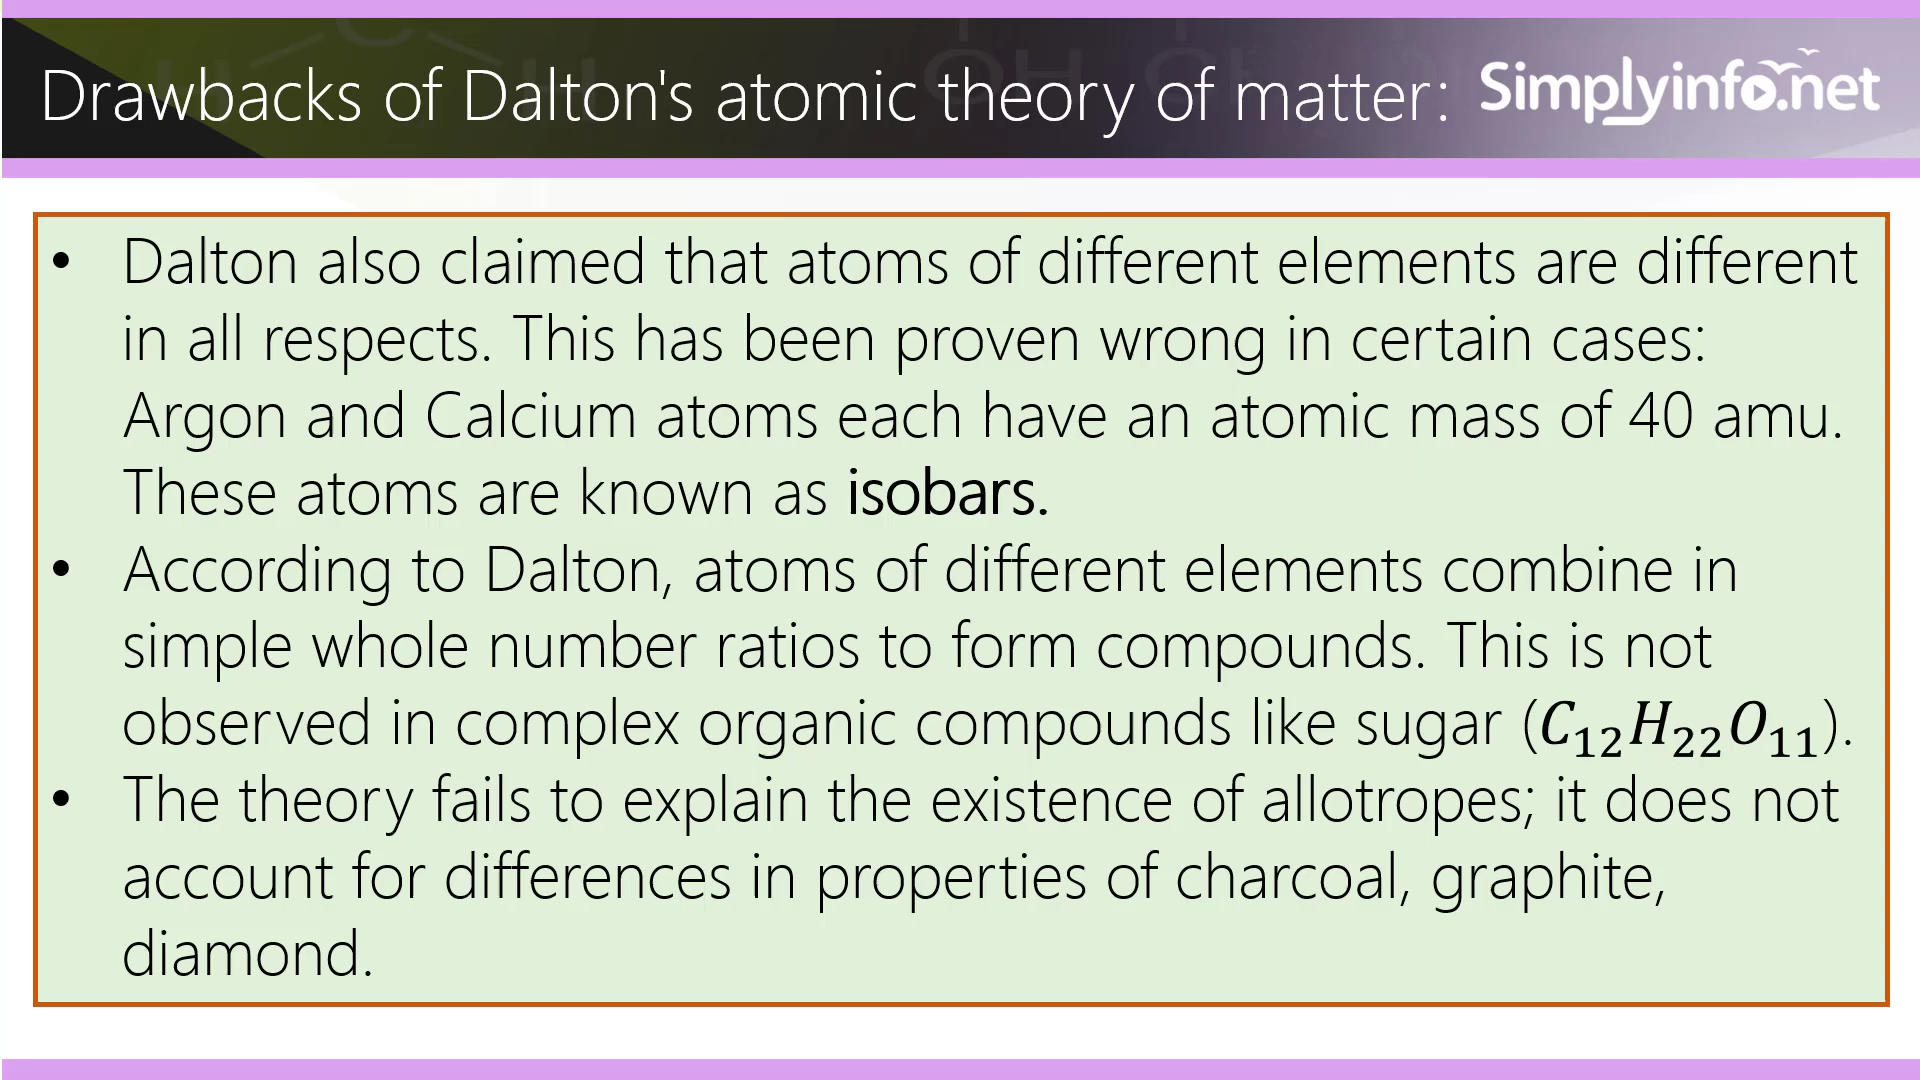 Drawbacks of Dalton's atomic theory of matter:
Simplyinfo.net
• Dalton also claimed that atoms of different elements are different
in all respects. This has been proven wrong in certain cases:
Argon and Calcium atoms each have an atomic mass of 40 amu.
These atoms are known as isobars.
• According to Dalton, atoms of different elements combine in
simple whole number ratios to form compounds. This is not
observed in complex organic compounds like sugar (C₁₂H₂₂O₁₁).
• The theory fails to explain the existence of allotropes; it does not
account for differences in properties of charcoal, graphite,
diamond.